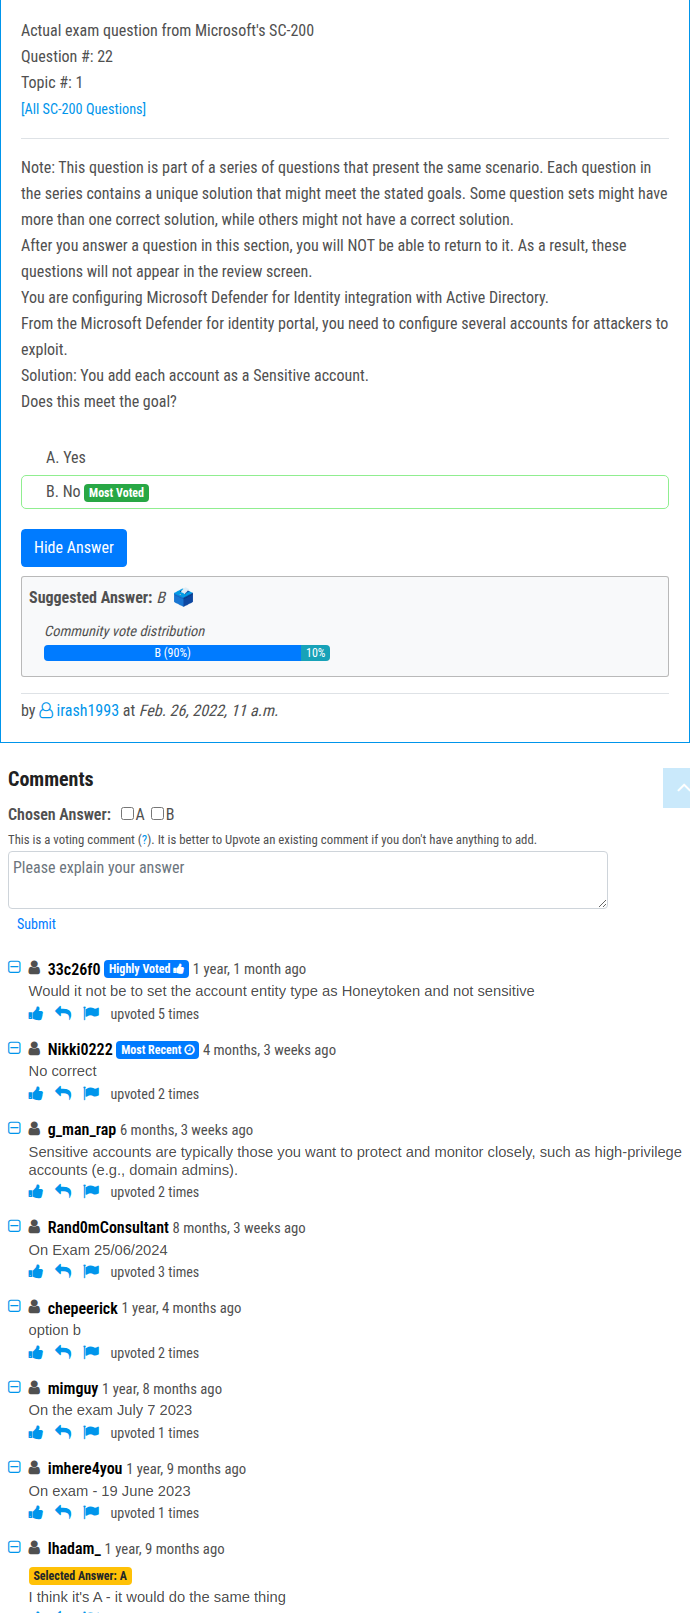 Actual exam question from Microsoft's SC-200
Question #: 22
Topic #: 1
[All SC-200 Questions]
Note: This question is part of a series of questions that present the same scenario. Each question in
the series contains a unique solution that might meet the stated goals. Some question sets might have
more than one correct solution, while others might not have a correct solution.
After you answer a question in this section, you will NOT be able to return to it. As a result, these
questions will not appear in the review screen.
You are configuring Microsoft Defender for Identity integration with Active Directory.
From the Microsoft Defender for identity portal, you need to configure several accounts for attackers to
exploit.
Solution: You add each account as a Sensitive account.
Does this meet the goal?
A. Yes
B. No Most Voted
Hide Answer
Suggested Answer: B
Community vote distribution
B (90%) 10%
by irash1993 at Feb. 26, 2022, 11 a.m.
Comments
Chosen Answer: A B
This is a voting comment (?). It is better to Upvote an existing comment if you don't have anything to add.
Please explain your answer
Submit
33c26f0 Highly Voted 1 year, 1 month ago
Would it not be to set the account entity type as Honeytoken and not sensitive
upvoted 5 times
Nikki0222 Most Recent 4 months, 3 weeks ago
No correct
upvoted 2 times
g_man_rap 6 months, 3 weeks ago
Sensitive accounts are typically those you want to protect and monitor closely, such as high-privilege
accounts (e.g., domain admins).
upvoted 2 times
Rand0mConsultant 8 months, 3 weeks ago
On Exam 25/06/2024
upvoted 3 times
chepeerick 1 year, 4 months ago
option b
upvoted 2 times
mimguy 1 year, 8 months ago
On the exam July 7 2023
upvoted 1 times
imhere4you 1 year, 9 months ago
On exam - 19 June 2023
upvoted 1 times
lhadam_ 1 year, 9 months ago
Selected Answer: A
I think it's A - it would do the same thing